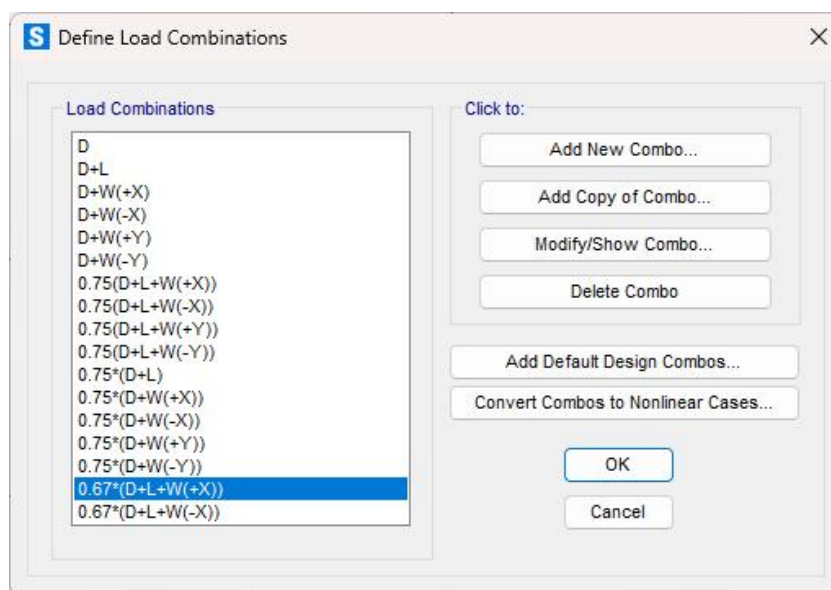 S Define Load Combinations
Load Combinations
D
D+L
D+W(+X)
D+W(-X)
D+W(+Y)
D+W(-Y)
0.75(D+L+W(+X))
0.75(D+L+W(-X))
0.75(D+L+W(+Y))
0.75(D+L+W(-Y))
0.75*(D+L)
0.75*(D+W(+X))
0.75*(D+W(-X))
0.75*(D+W(+Y))
0.75*(D+W(-Y))
0.67*(D+L+W(+X))
0.67*(D+L+W(-X))
Click to:
Add New Combo...
Add Copy of Combo...
Modify/Show Combo...
Delete Combo
Add Default Design Combos...
Convert Combos to Nonlinear Cases...
OK
Cancel